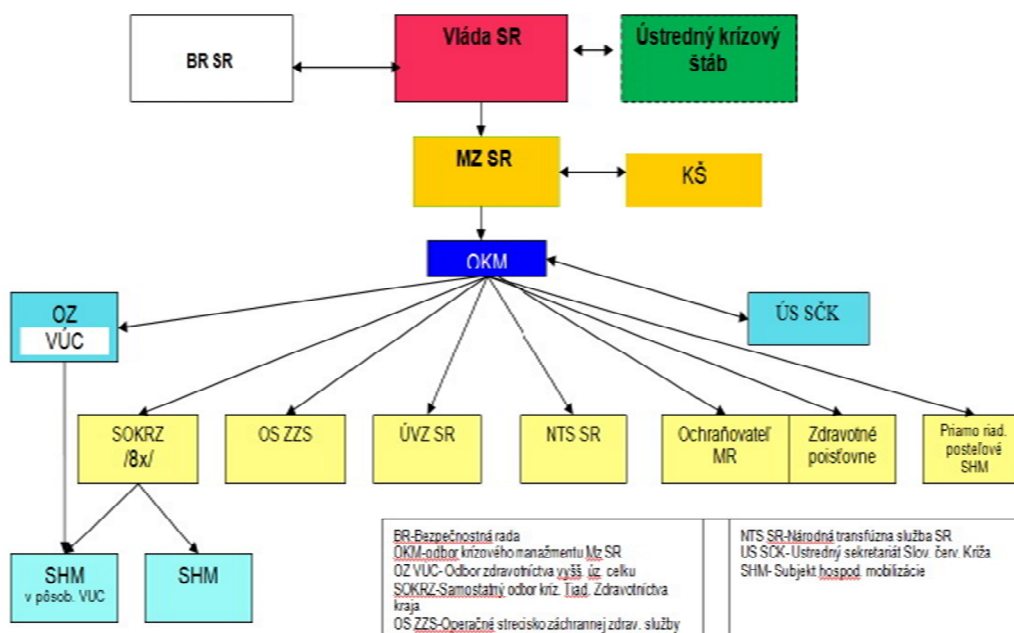 BR SR
Vláda SR
Ústredný krízový
štáb
MZ SR
KŠ
OKM
OZ
VÚC
ÚS SČK
SOKRZ
/8x/
OS ZZS
ÚVZ SR
NTS SR
Ochraňovateľ
MR
Zdravotné
poisťovne
Priamo riad.
posteľové
SHM
SHM
v pôsob. VUC
SHM
BR-Bezpečnostná rada
OKM-odbor krízového manažmentu Mz SR
OZ VUC- Odbor zdravotníctva vyšš. úz. celku
SOKRZ-Samostatný odbor kríz. Tiad. Zdravotníctva
kraja
OS ZZS-Operačné strecisko záchrannej zdrav. služby
NTS SR-Národná transfúzna služba SR
US SCK- Ustredný sekretariát Slov. červ. Kríža
SHM- Subjekt hospod. mobilizácie